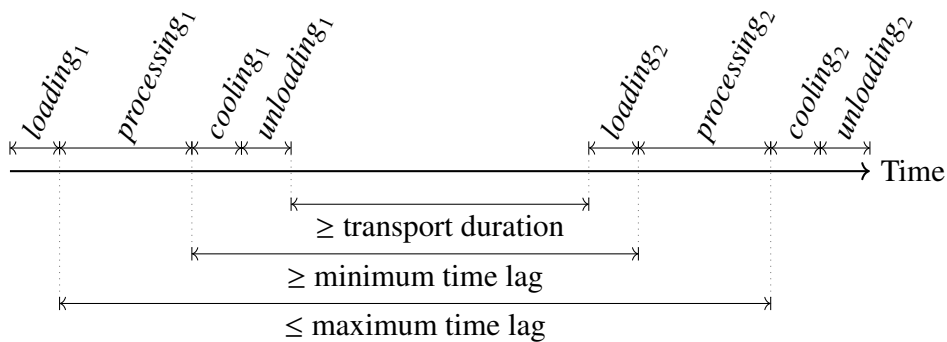 loading₁
processing₁
cooling₁
unloading₁
loading₂
processing₂
cooling₂
unloading₂
Time
≥ transport duration
≥ minimum time lag
≤ maximum time lag